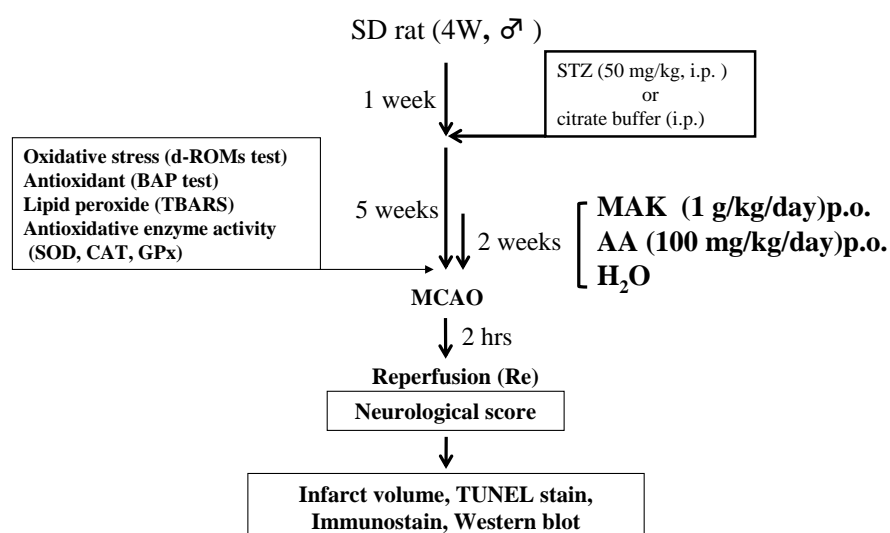 SD rat (4W, ♂ )
STZ (50 mg/kg, i.p. )
or
citrate buffer (i.p.)
1 week
Oxidative stress (d-ROMs test)
Antioxidant (BAP test)
Lipid peroxide (TBARS)
Antioxidative enzyme activity
(SOD, CAT, GPx)
5 weeks
2 weeks
MAK (1 g/kg/day)p.o.
AA (100 mg/kg/day)p.o.
H₂O
MCAO
2 hrs
Reperfusion (Re)
Neurological score
Infarct volume, TUNEL stain,
Immunostain, Western blot